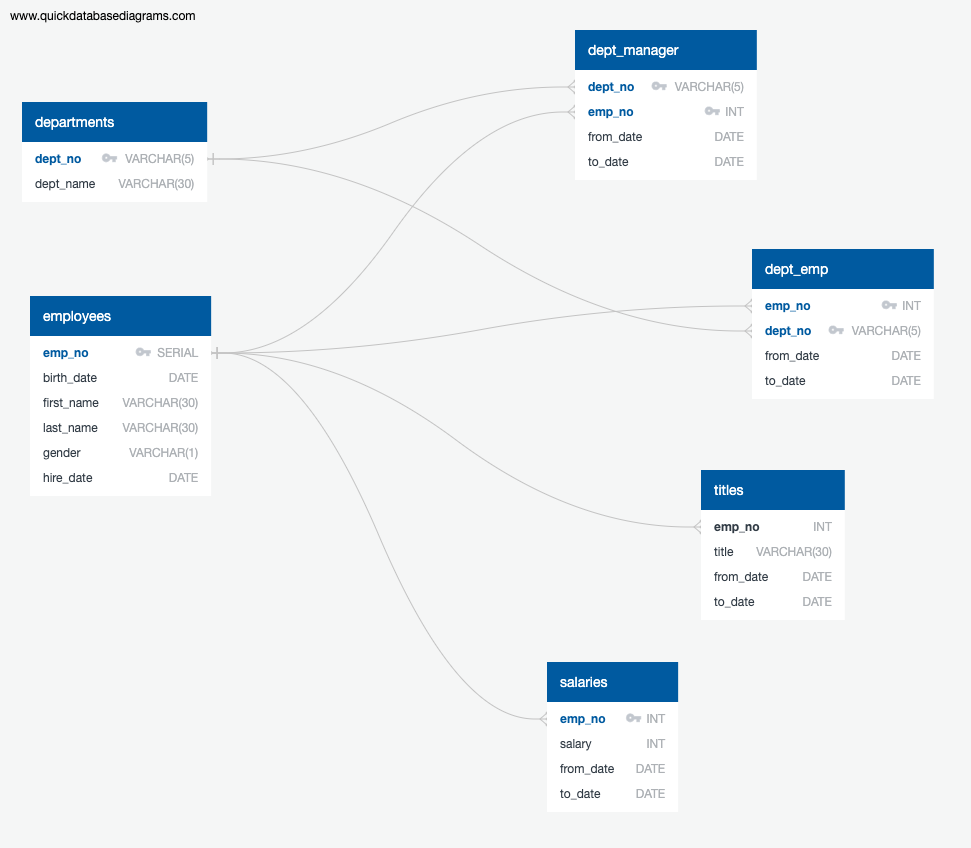 www.quickdatabasediagrams.com
departments
dept_no VARCHAR(5)
dept_name VARCHAR(30)
employees
emp_no SERIAL
birth_date DATE
first_name VARCHAR(30)
last_name VARCHAR(30)
gender VARCHAR(1)
hire_date DATE
dept_manager
dept_no VARCHAR(5)
emp_no INT
from_date DATE
to_date DATE
dept_emp
emp_no INT
dept_no VARCHAR(5)
from_date DATE
to_date DATE
titles
emp_no INT
title VARCHAR(30)
from_date DATE
to_date DATE
salaries
emp_no INT
salary INT
from_date DATE
to_date DATE